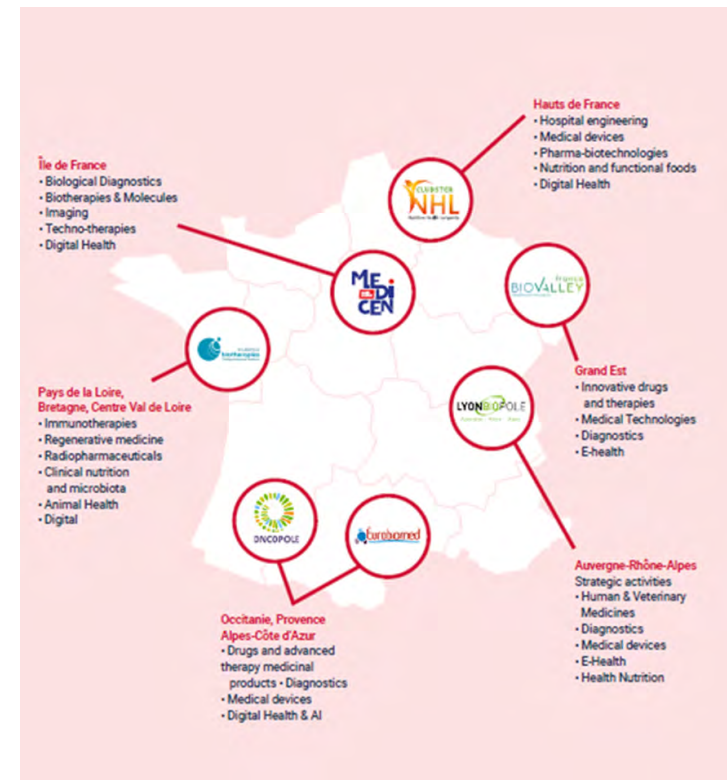 Hauts de France
• Hospital engineering
• Medical devices
• Pharma-biotechnologies
• Nutrition and functional foods
• Digital Health
Île de France
• Biological Diagnostics
• Biotherapies & Molecules
• Imaging
• Techno-therapies
• Digital Health
CLUBSTER
NHL
MEDICEN
france
BIOVALLEY
biotherapies
Grand Est
• Innovative drugs
and therapies
• Medical Technologies
• Diagnostics
• E-health
Pays de la Loire,
Bretagne, Centre Val de Loire
• Immunotherapies
• Regenerative medicine
• Radiopharmaceuticals
• Clinical nutrition
and microbiota
• Animal Health
• Digital
LYONBIOPOLE
ONCOPOLE
Eurobiomed
Occitanie, Provence
Alpes-Côte d'Azur
• Drugs and advanced
therapy medicinal
products • Diagnostics
• Medical devices
• Digital Health & AI
Auvergne-Rhône-Alpes
Strategic activities
• Human & Veterinary
Medicines
• Diagnostics
• Medical devices
• E-Health
• Health Nutrition